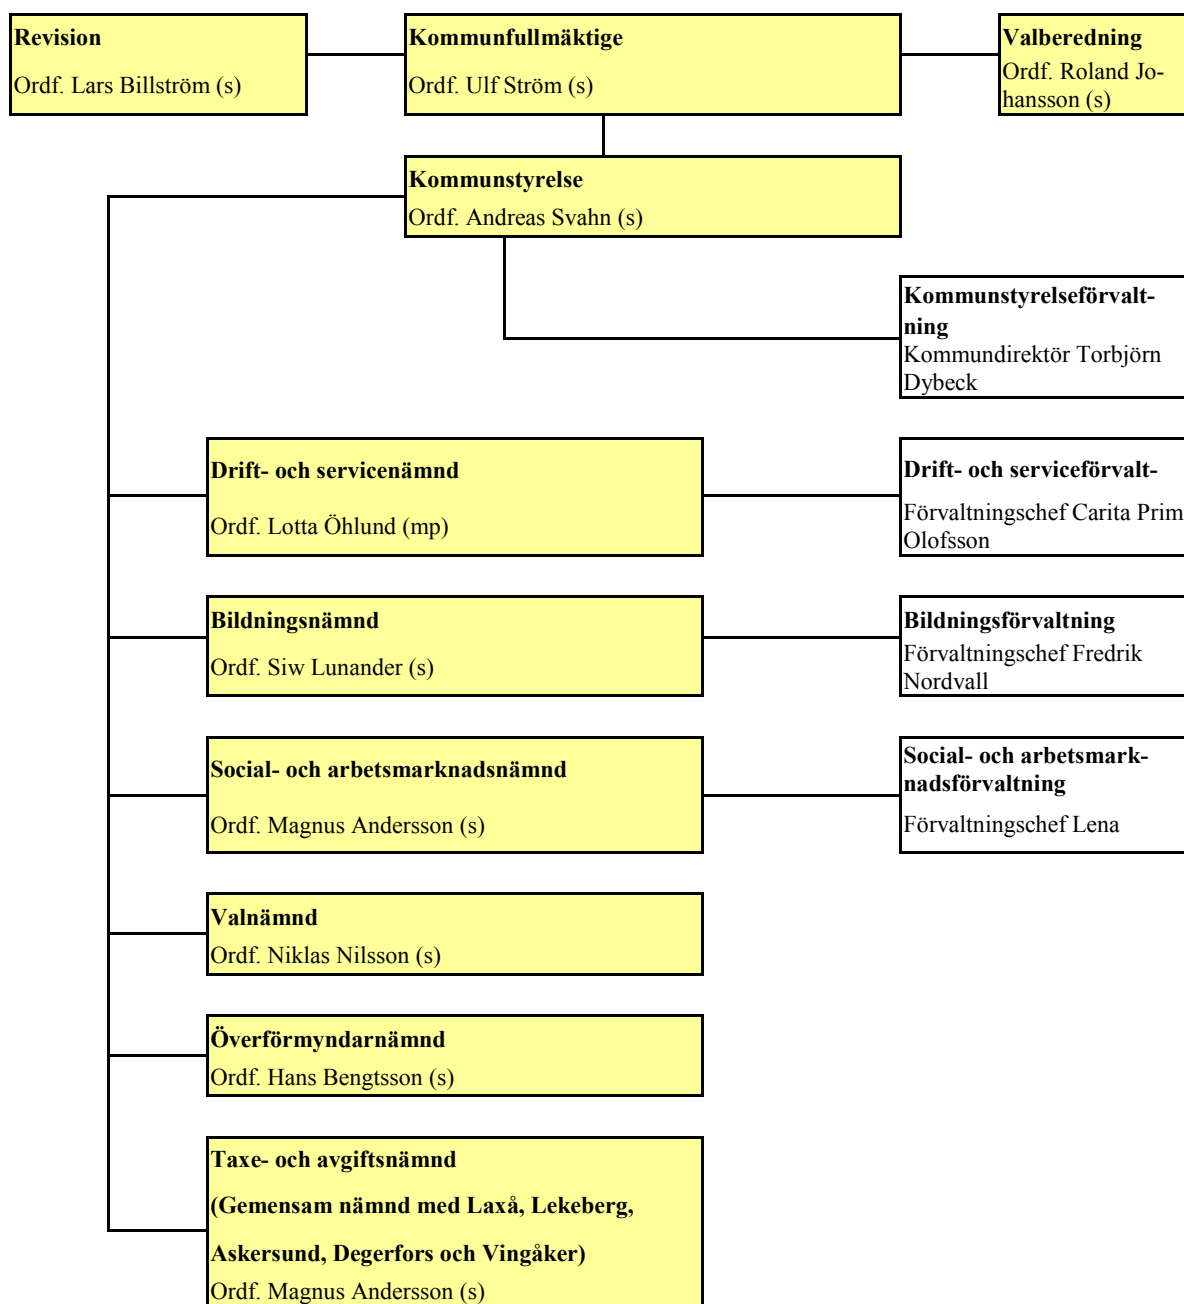 Revision
Ordf. Lars Billström (s)
Kommunfullmäktige
Ordf. Ulf Ström (s)
Valberedning
Ordf. Roland Jo-
hansson (s)
Kommunstyrelse
Ordf. Andreas Svahn (s)
Kommunstyrelseförvalt-
ning
Kommundirektör Torbjörn
Dybeck
Drift- och servicenämnd
Ordf. Lotta Öhlund (mp)
Drift- och serviceförvalt-
Förvaltningschef Carita Prim
Olofsson
Bildningsnämnd
Ordf. Siw Lunander (s)
Bildningsförvaltning
Förvaltningschef Fredrik
Nordvall
Social- och arbetsmarknadsnämnd
Ordf. Magnus Andersson (s)
Social- och arbetsmark-
nadsförvaltning
Förvaltningschef Lena
Valnämnd
Ordf. Niklas Nilsson (s)
Överförmyndarnämnd
Ordf. Hans Bengtsson (s)
Taxe- och avgiftsnämnd
(Gemensam nämnd med Laxå, Lekeberg,
Askersund, Degerfors och Vingåker)
Ordf. Magnus Andersson (s)